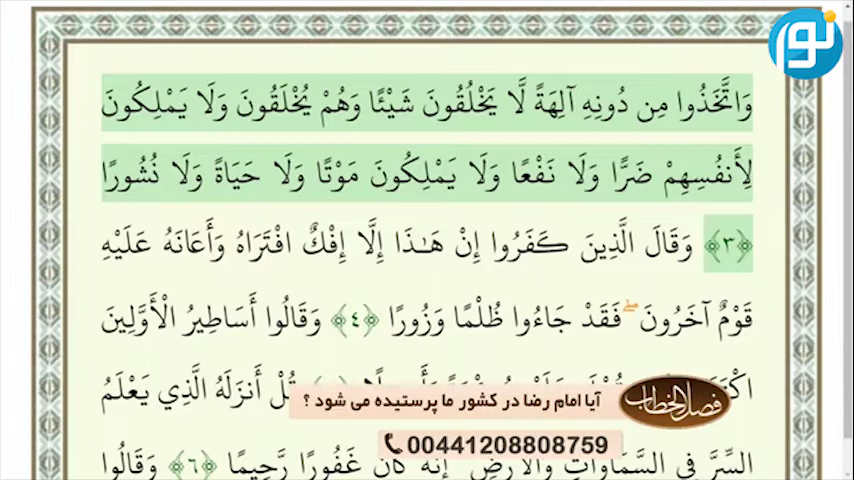 نور
وَاتَّخَذُوا مِن دُونِهِ آلِهَةً لَّا يَخْلُقُونَ شَيْئًا وَهُمْ يُخْلَقُونَ وَلَا يَمْلِكُونَ
لِأَنفُسِهِمْ ضَرًّا وَلَا نَفْعًا وَلَا يَمْلِكُونَ مَوْتًا وَلَا حَيَاةً وَلَا نُشُورًا
﴿٣﴾ وَقَالَ الَّذِينَ كَفَرُوا إِنْ هَـٰذَا إِلَّا إِفْكٌ افْتَرَاهُ وَأَعَانَهُ عَلَيْهِ
قَوْمٌ آخَرُونَ ۖ فَقَدْ جَاءُوا ظُلْمًا وَزُورًا ﴿٤﴾ وَقَالُوا أَسَاطِيرُ الْأَوَّلِينَ
قُلْ أَنزَلَهُ الَّذِي يَعْلَمُ
فصل الخطاب
آیا امام رضا در کشور ما پرستیده می شود ؟
00441208808759
السِّرَّ فِي السَّمَاوَاتِ وَالْأَرْضِ إِنَّهُ كَانَ غَفُورًا رَّحِيمًا ﴿٦﴾ وَقَالُوا